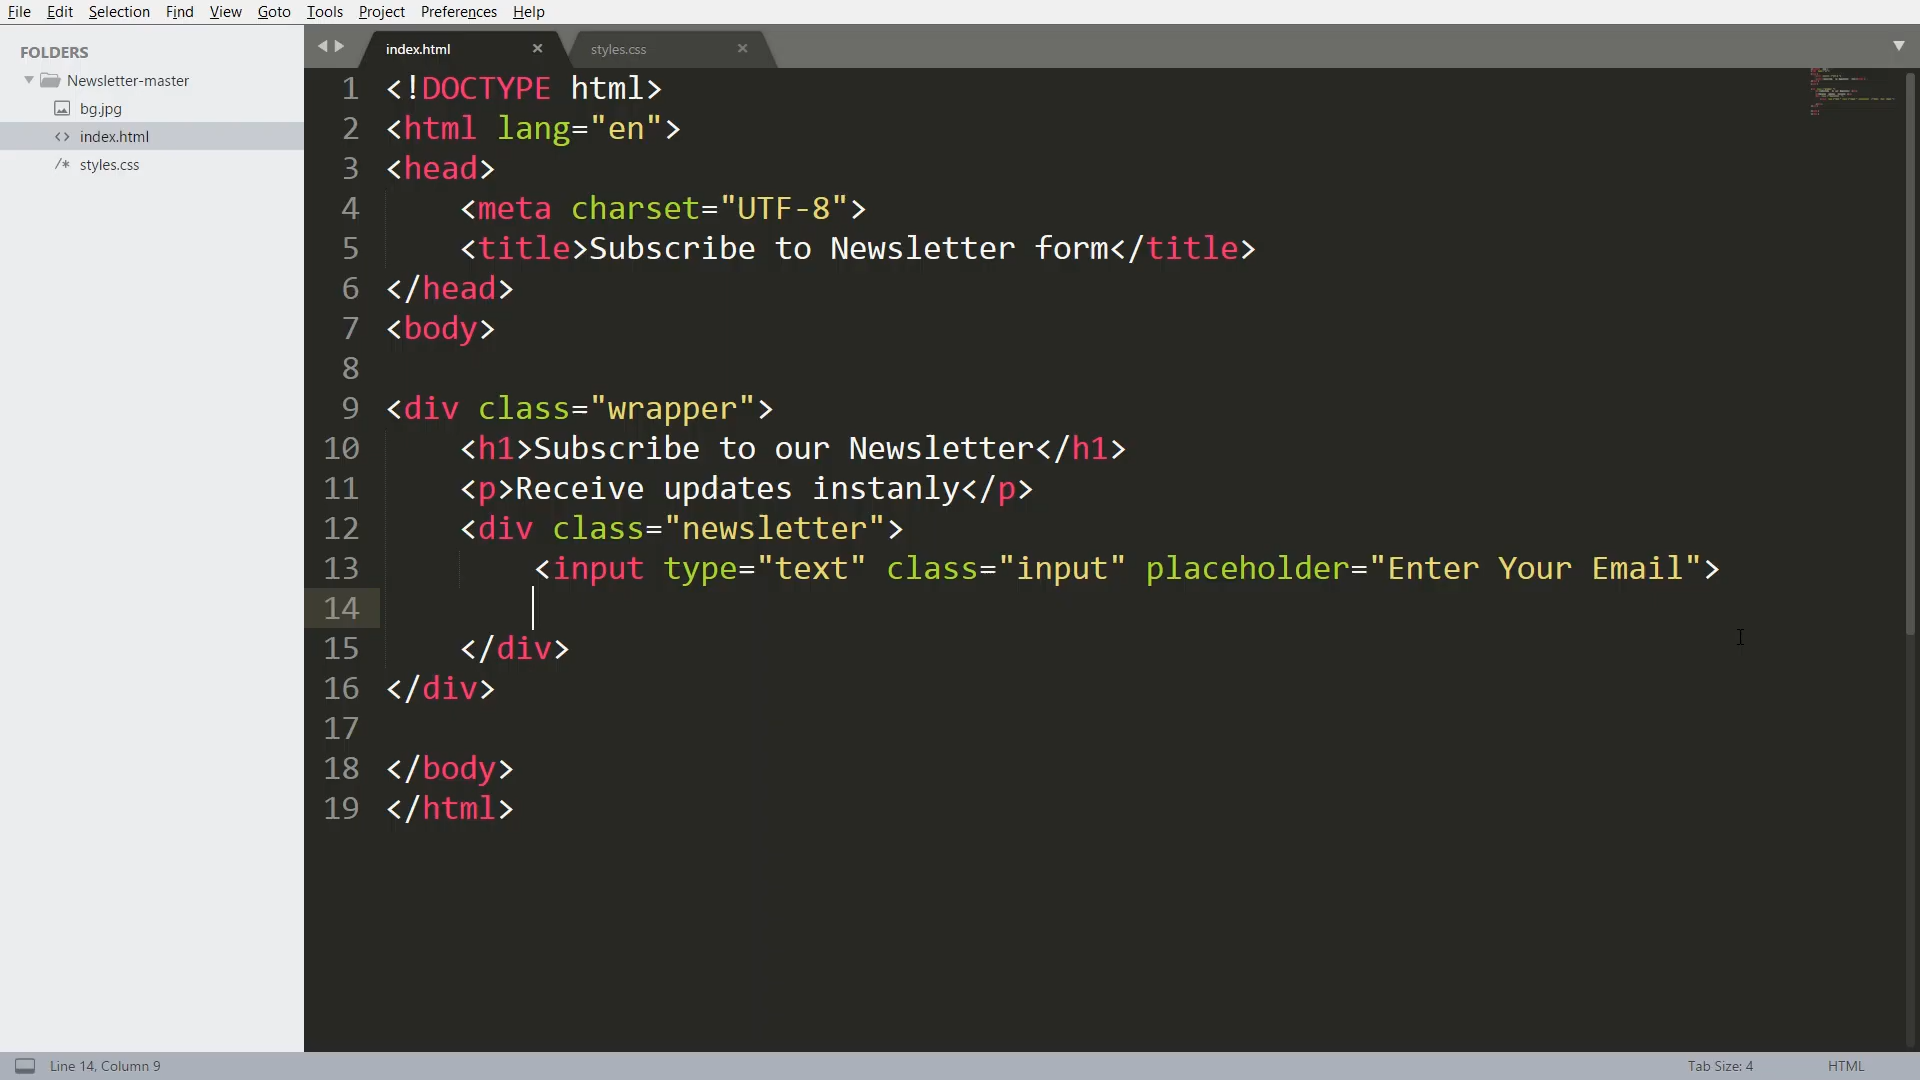 File Edit Selection Find View Goto Tools Project Preferences Help
FOLDERS
Newsletter-master
bg.jpg
<> index.html
/* styles.css
index.html × styles.css ×
1 <!DOCTYPE html>
2 <html lang="en">
3 <head>
4     <meta charset="UTF-8">
5     <title>Subscribe to Newsletter form</title>
6 </head>
7 <body>
8
9 <div class="wrapper">
10     <h1>Subscribe to our Newsletter</h1>
11     <p>Receive updates instanly</p>
12     <div class="newsletter">
13         <input type="text" class="input" placeholder="Enter Your Email">
14
15     </div>
16 </div>
17
18 </body>
19 </html>
Line 14, Column 9 Tab Size: 4 HTML